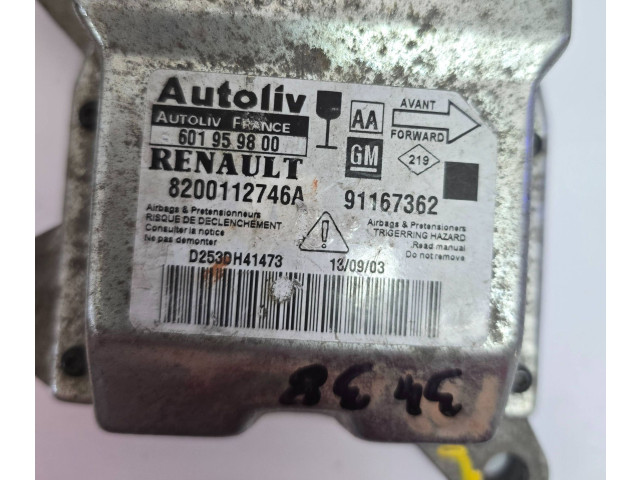 Autoliv
AUTOLIV FRANCE
601 95 98 00
RENAULT
8200112746A
Airbags & Pretensionneurs
RISQUE DE DECLENCHEMENT
Consulter la notice
Ne pas demonter
AVANT
AA
FORWARD
GM
219
91167362
Airbags & Pretensioners
TRIGERRING HAZARD
Read manual
Do not remove
D253DH41473
13/09/03
34 38